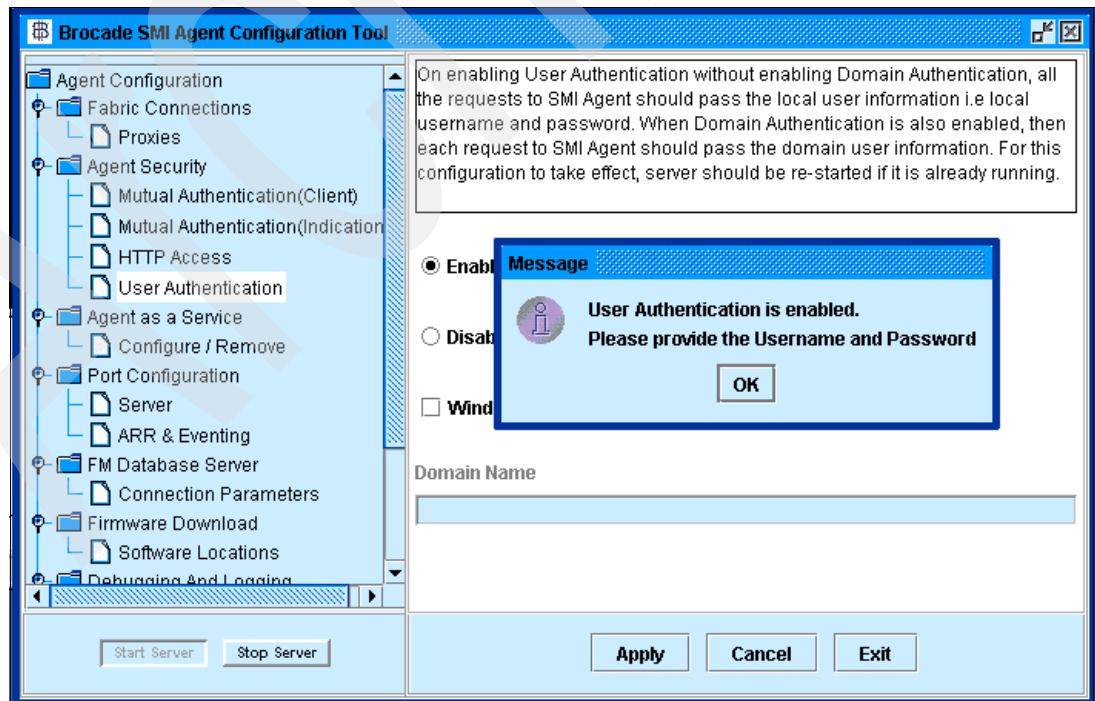 Brocade SMI Agent Configuration Tool
Agent Configuration
Fabric Connections
Proxies
Agent Security
Mutual Authentication(Client)
Mutual Authentication(Indication
HTTP Access
User Authentication
Agent as a Service
Configure / Remove
Port Configuration
Server
ARR & Eventing
FM Database Server
Connection Parameters
Firmware Download
Software Locations
Debugging And Logging
Start Server
Stop Server
On enabling User Authentication without enabling Domain Authentication, all
the requests to SMI Agent should pass the local user information i.e local
username and password. When Domain Authentication is also enabled, then
each request to SMI Agent should pass the domain user information. For this
configuration to take effect, server should be re-started if it is already running.
Enabl
Disab
Wind
Message
User Authentication is enabled.
Please provide the Username and Password
OK
Domain Name
Apply
Cancel
Exit